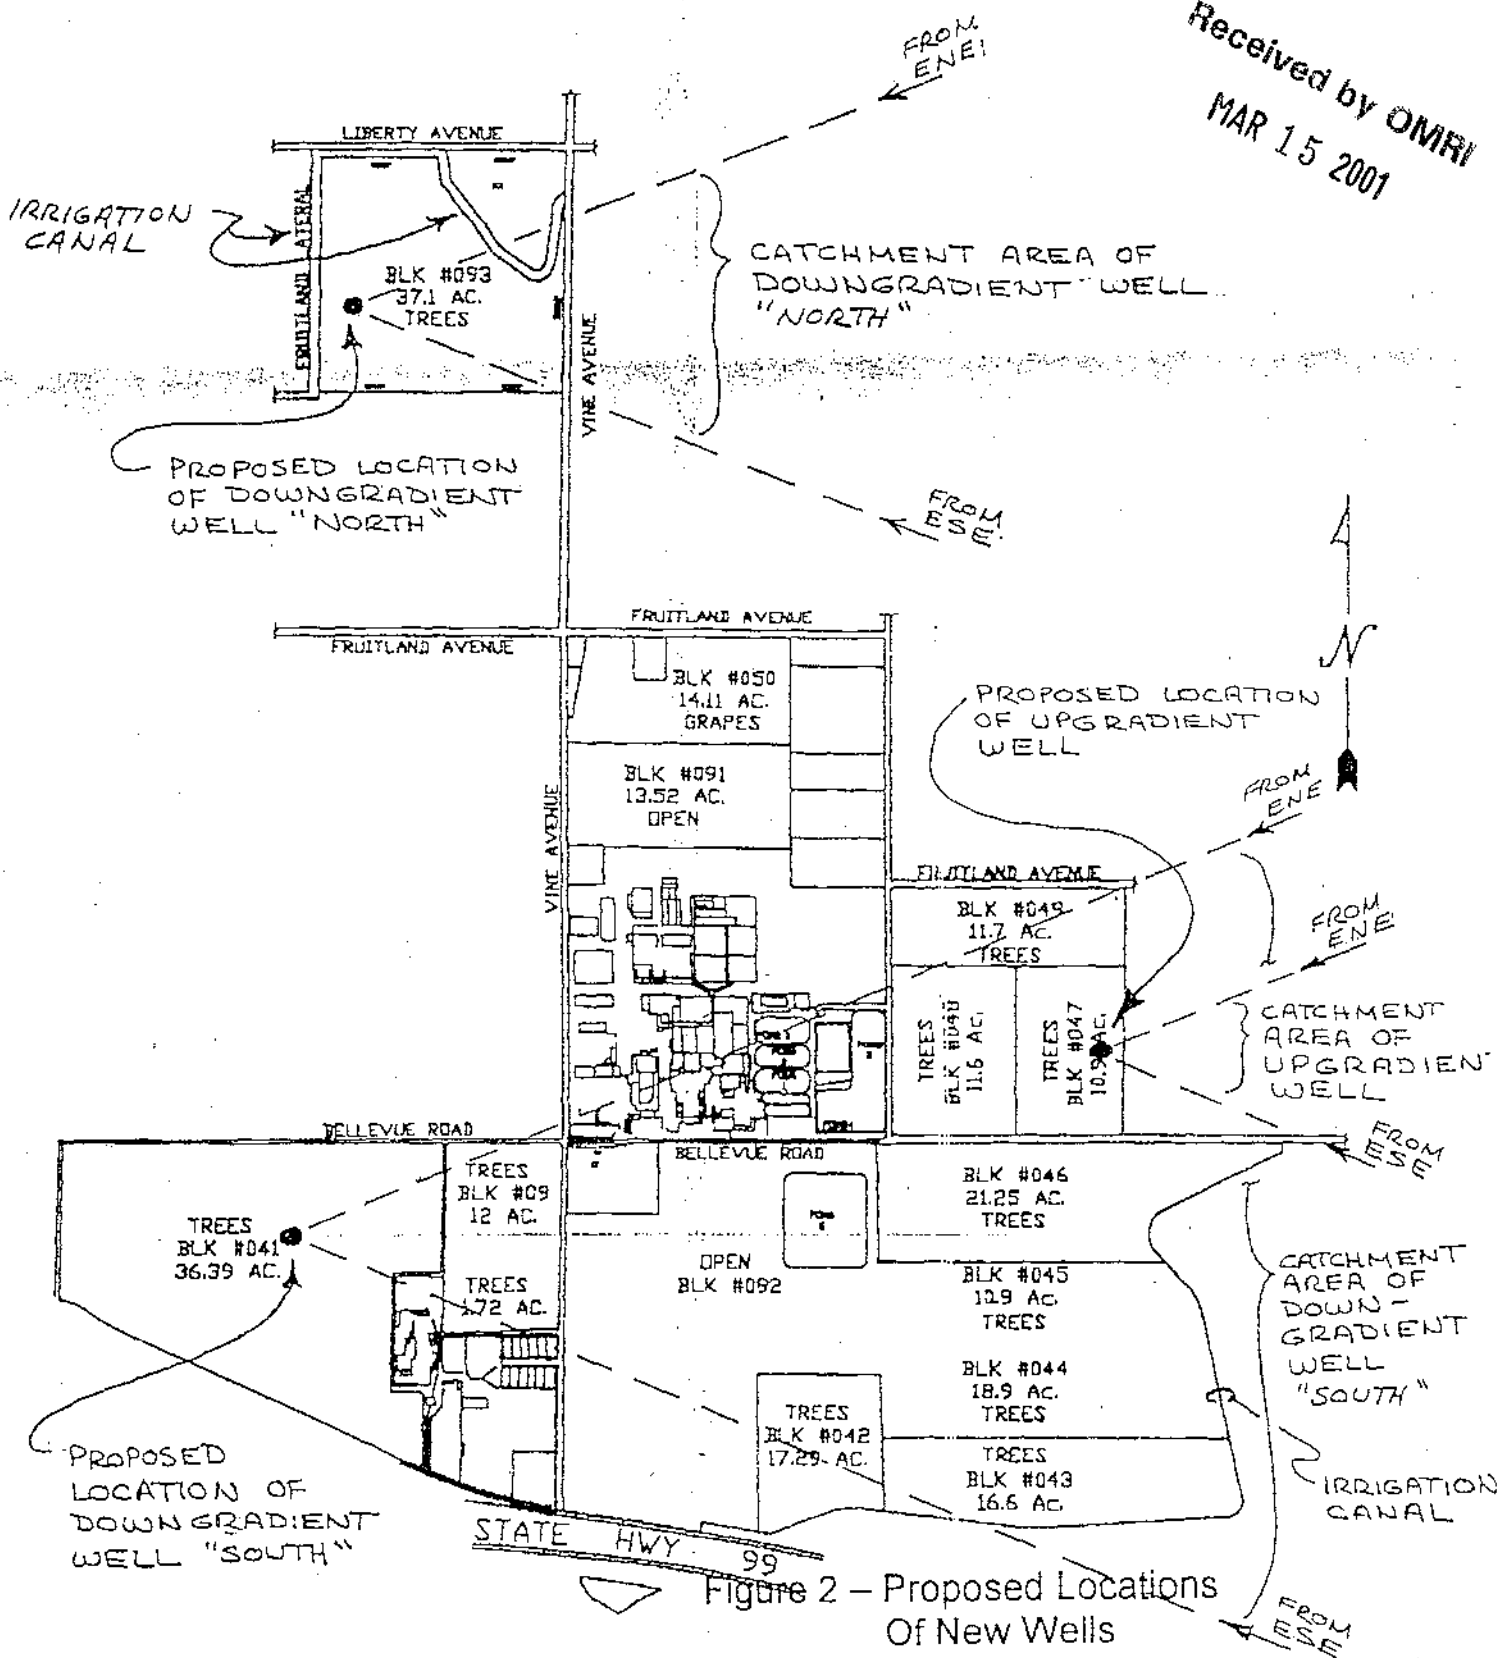 Received by OMRI
MAR 15 2001
FROM
ENE
LIBERTY AVENUE
IRRIGATION
CANAL
FRUITLAND LATERAL
BLK #093
37.1 AC.
TREES
VINE AVENUE
CATCHMENT AREA OF
DOWNGRADIENT WELL
"NORTH"
PROPOSED LOCATION
OF DOWNGRADIENT
WELL "NORTH"
FROM
ESE
FRUITLAND AVENUE
FRUITLAND AVENUE
N
BLK #050
14.11 AC.
GRAPES
PROPOSED LOCATION
OF UPGRADIENT
WELL
BLK #091
13.52 AC.
OPEN
VINE AVENUE
FROM
ENE
FRUITLAND AVENUE
BLK #049
11.7 AC.
TREES
FROM
ENE
TREES
BLK #048
11.6 AC.
TREES
BLK #047
10.9 AC.
CATCHMENT
AREA OF
UPGRADIENT
WELL
BELLEVUE ROAD
BELLEVUE ROAD
FROM
ESE
TREES
BLK #09
12 AC.
BLK #046
21.25 AC.
TREES
TREES
BLK #041
36.39 AC.
OPEN
BLK #092
TREES
1.72 AC.
BLK #045
10.9 AC.
TREES
CATCHMENT
AREA OF
DOWN-
GRADIENT
WELL
"SOUTH"
BLK #044
18.9 AC.
TREES
TREES
BLK #042
17.29 AC.
TREES
BLK #043
16.6 AC.
IRRIGATION
CANAL
PROPOSED
LOCATION OF
DOWNGRADIENT
WELL "SOUTH"
STATE HWY 99
FROM
ESE
Figure 2 – Proposed Locations
Of New Wells